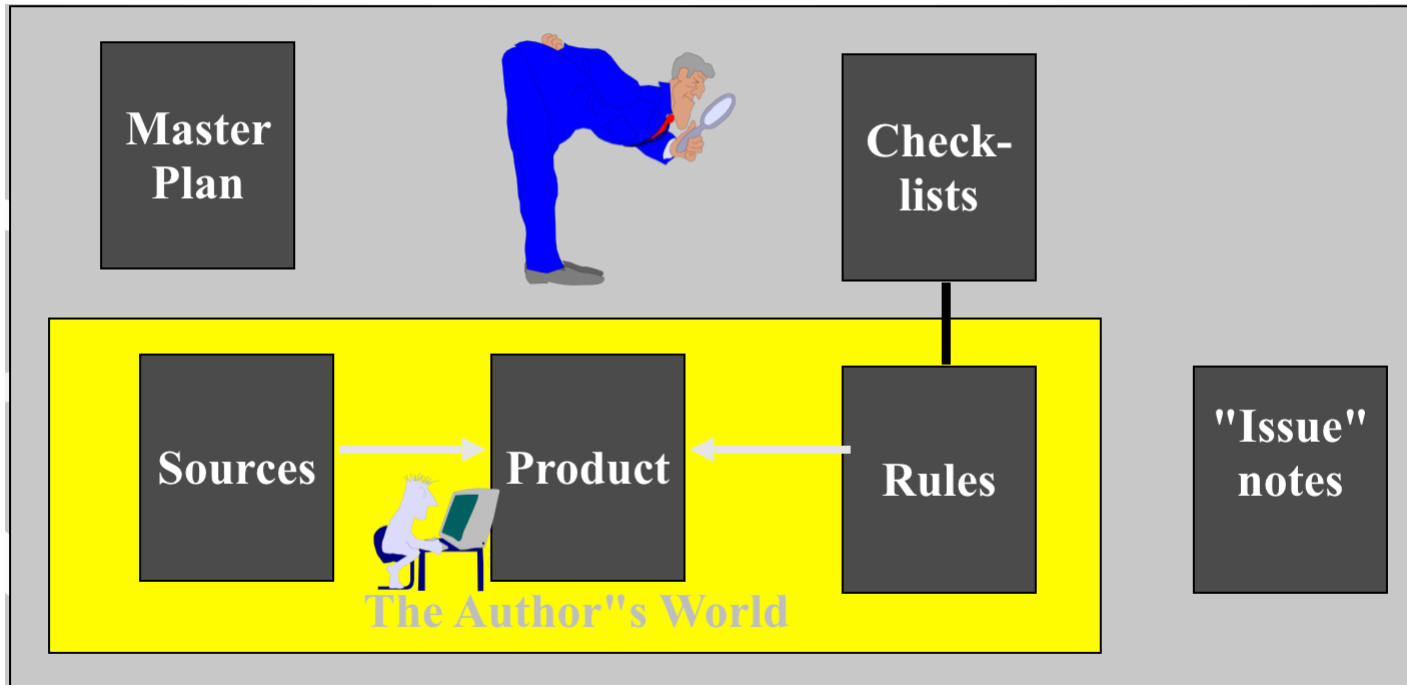 Master
Plan
Check-
lists
Sources
Product
Rules
"Issue"
notes
The Author"s World